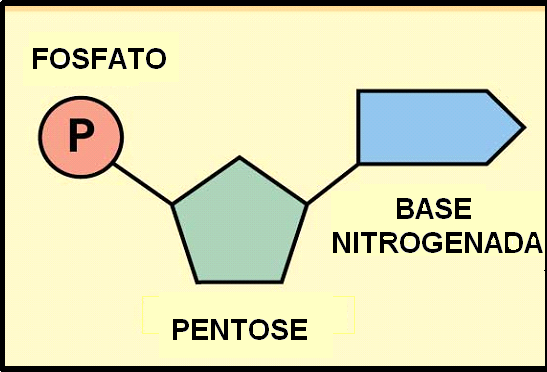 FOSFATO
P
BASE
NITROGENADA
PENTOSE